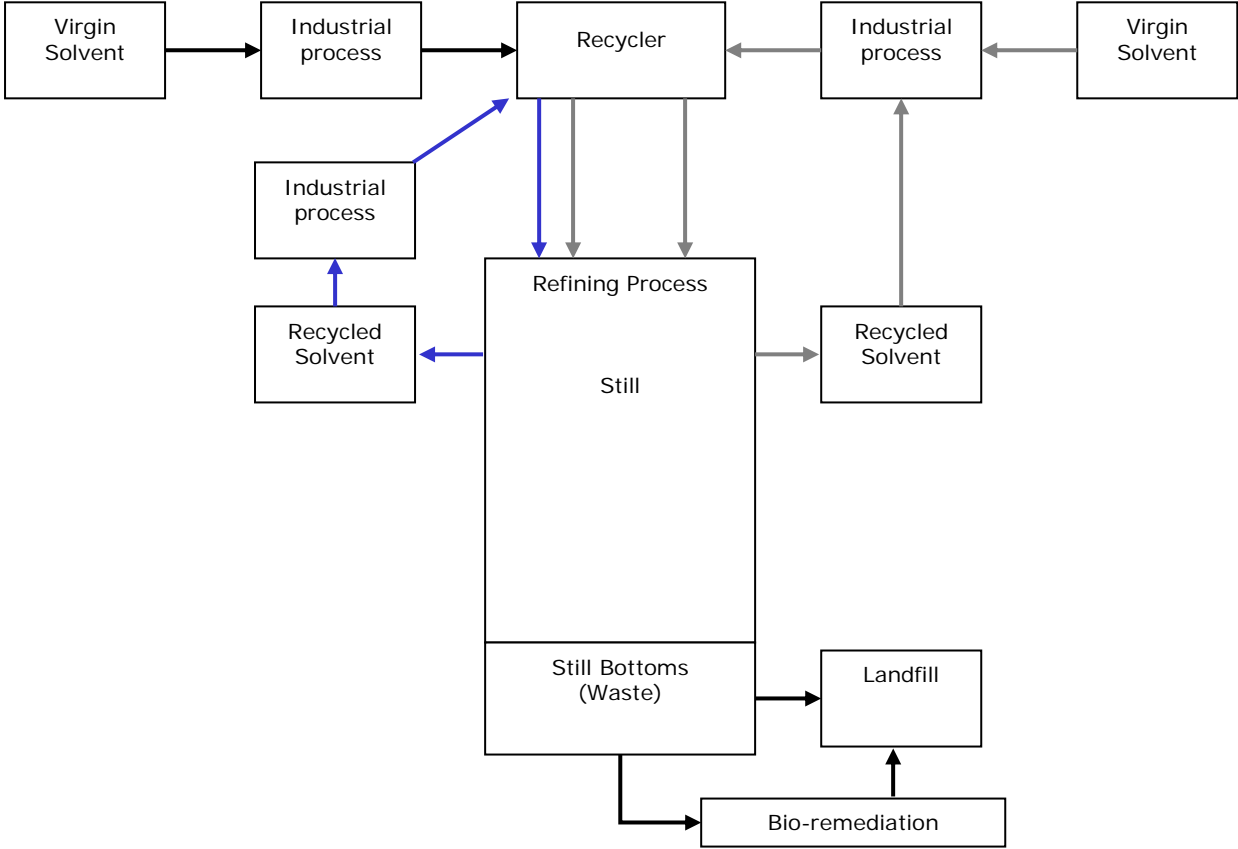 Virgin
Solvent
Industrial
process
Recycler
Industrial
process
Virgin
Solvent
Industrial
process
Refining Process
Recycled
Solvent
Still
Recycled
Solvent
Still Bottoms
(Waste)
Landfill
Bio-remediation